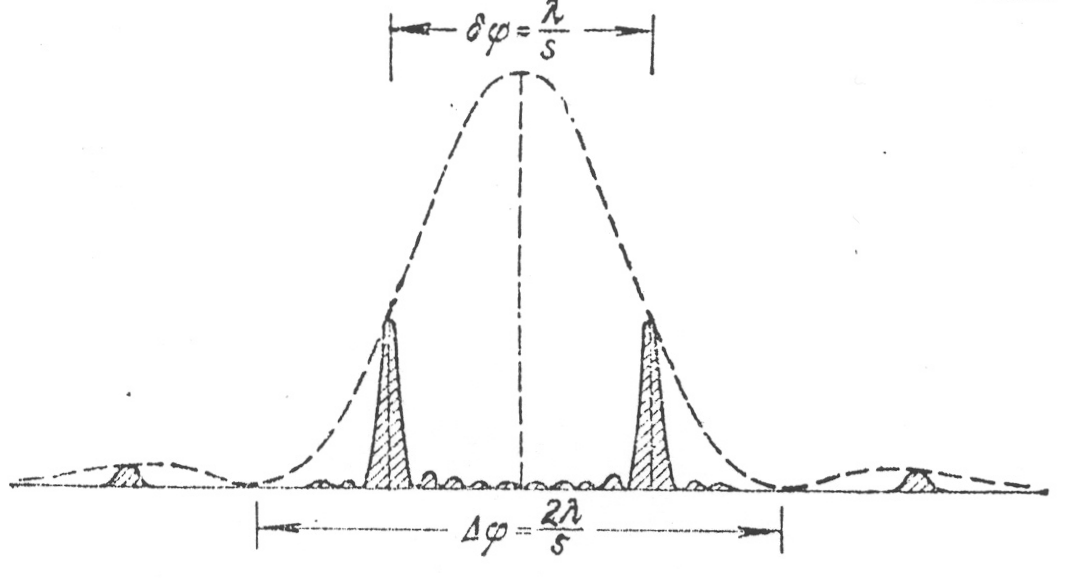 δφ = λ/s
Δφ = 2λ/s